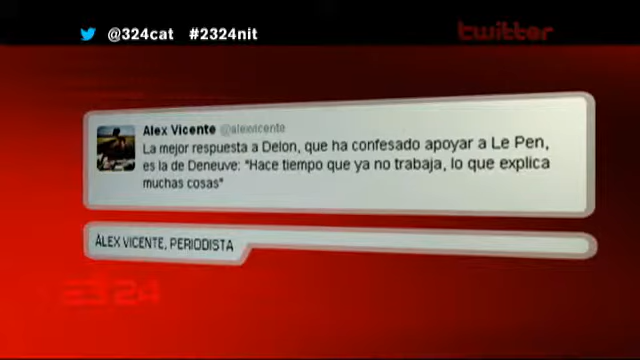 @324cat #2324nit
twitter
Alex Vicente @alexvicente
La mejor respuesta a Delon, que ha confesado apoyar a Le Pen,
es la de Deneuve: "Hace tiempo que ya no trabaja, lo que explica
muchas cosas"
ÀLEX VICENTE, PERIODISTA
2324